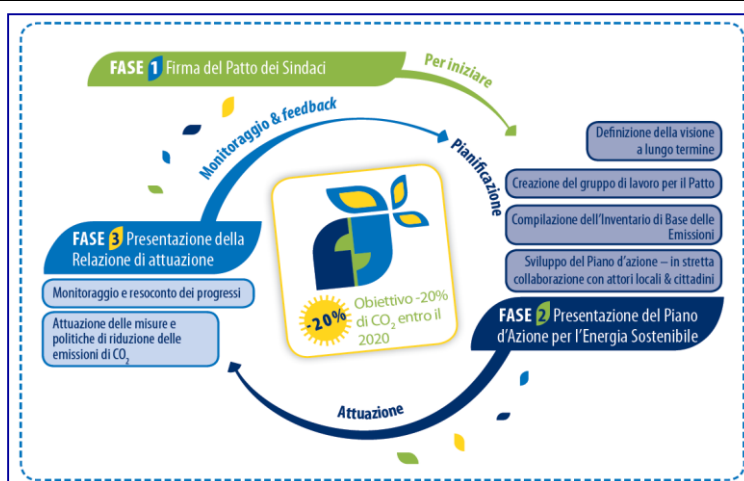 FASE 1 Firma del Patto dei Sindaci
Per iniziare
Monitoraggio & feedback
Pianificazione
Definizione della visione
a lungo termine
Creazione del gruppo di lavoro per il Patto
Compilazione dell'Inventario di Base delle
Emissioni
Sviluppo del Piano d'azione – in stretta
collaborazione con attori locali & cittadini
FASE 2 Presentazione del Piano
d'Azione per l'Energia Sostenibile
FASE 3 Presentazione della
Relazione di attuazione
Monitoraggio e resoconto dei progressi
Attuazione delle misure e
politiche di riduzione delle
emissioni di CO₂
-20%
Obiettivo -20%
di CO₂ entro il
2020
Attuazione